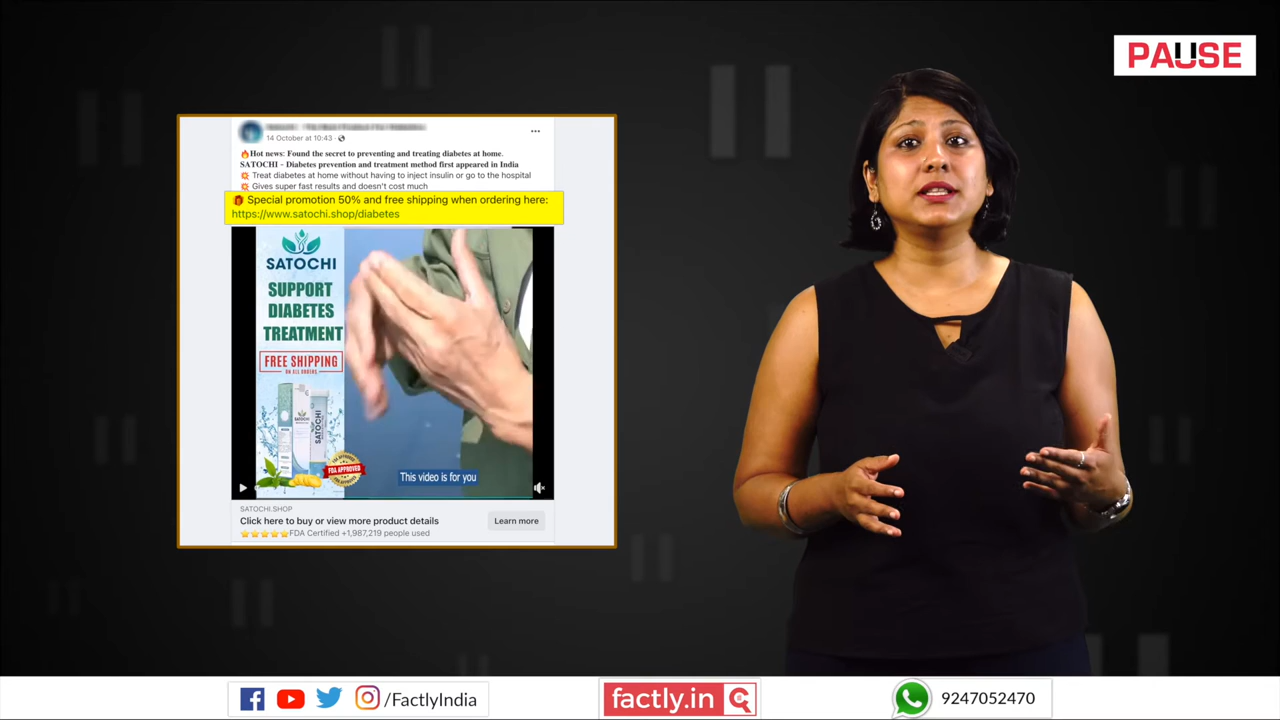 PAUSE
14 October at 10:43 ·
🔥Hot news: Found the secret to preventing and treating diabetes at home.
SATOCHI - Diabetes prevention and treatment method first appeared in India
💥 Treat diabetes at home without having to inject insulin or go to the hospital
💥 Gives super fast results and doesn't cost much
Special promotion 50% and free shipping when ordering here:
https://www.satochi.shop/diabetes
SATOCHI
SUPPORT
DIABETES
TREATMENT
FREE SHIPPING
ON ALL ORDERS
SATOCHI
SATOCHI
FDA APPROVED
This video is for you
SATOCHI.SHOP
Click here to buy or view more product details
Learn more
⭐⭐⭐⭐⭐FDA Certified +1,987,219 people used
/FactlyIndia
factly.in
9247052470